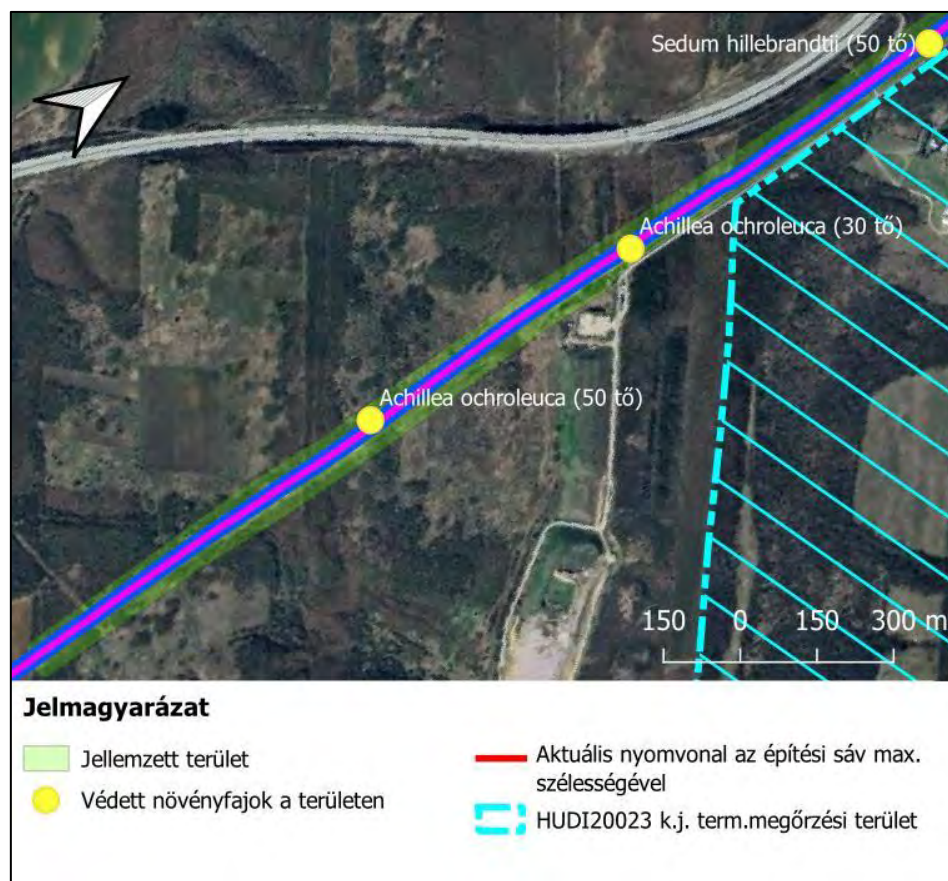 Sedum hillebrandtii (50 tő)
Achillea ochroleuca (30 tő)
Achillea ochroleuca (50 tő)
150 0 150 300 m
Jelmagyarázat
Jellemzett terület
Védett növényfajok a területen
Aktuális nyomvonal az építési sáv max.
szélességével
HUDI20023 k.j. term.megőrzési terület